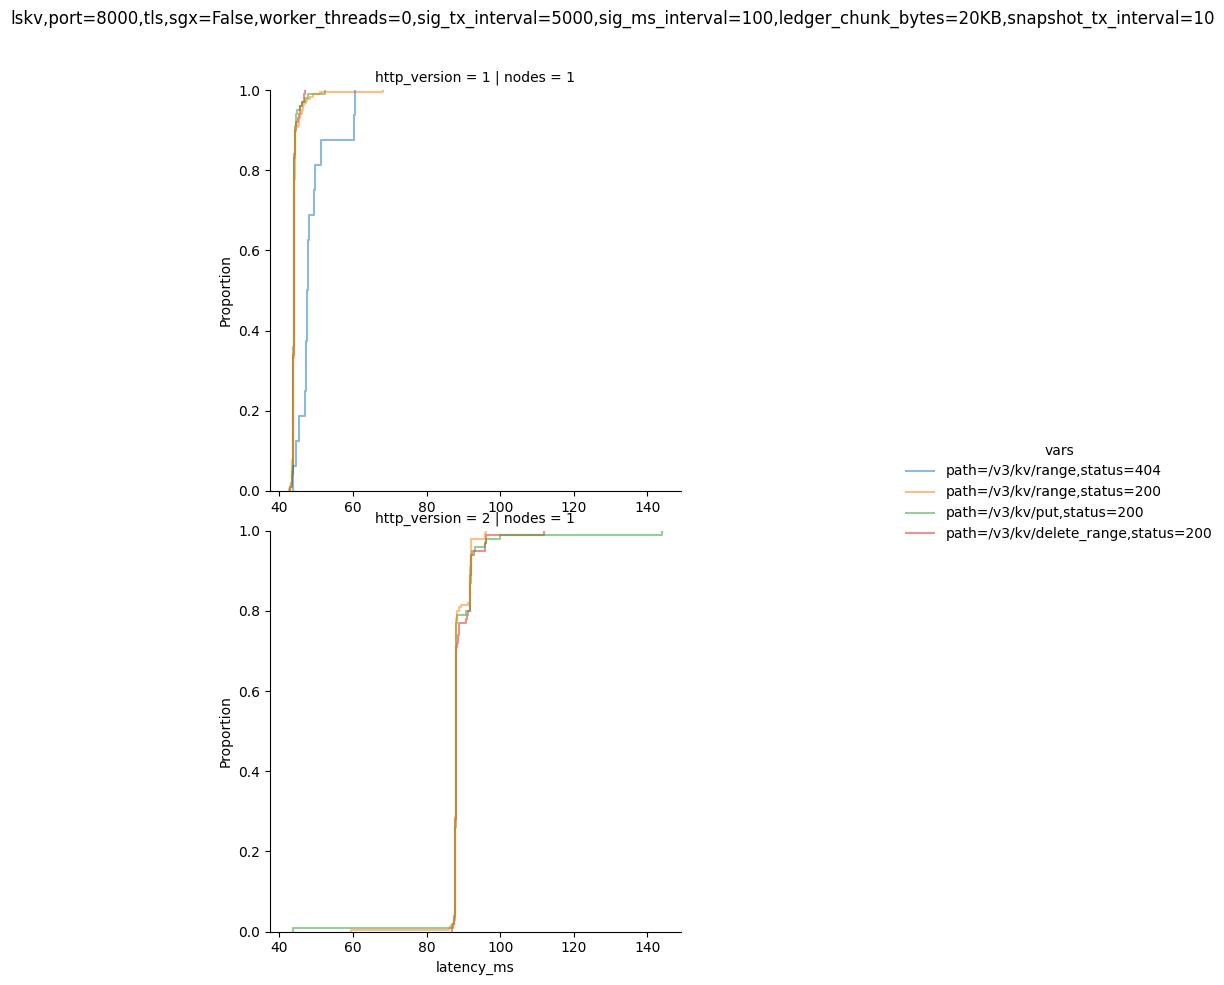 lskv,port=8000,tls,sgx=False,worker_threads=0,sig_tx_interval=5000,sig_ms_interval=100,ledger_chunk_bytes=20KB,snapshot_tx_interval=10
http_version = 1 | nodes = 1
1.0
0.8
0.6
0.4
0.2
0.0
Proportion
40 60 80 100 120 140
http_version = 2 | nodes = 1
1.0
0.8
0.6
0.4
0.2
0.0
Proportion
40 60 80 100 120 140
latency_ms
vars
path=/v3/kv/range,status=404
path=/v3/kv/range,status=200
path=/v3/kv/put,status=200
path=/v3/kv/delete_range,status=200